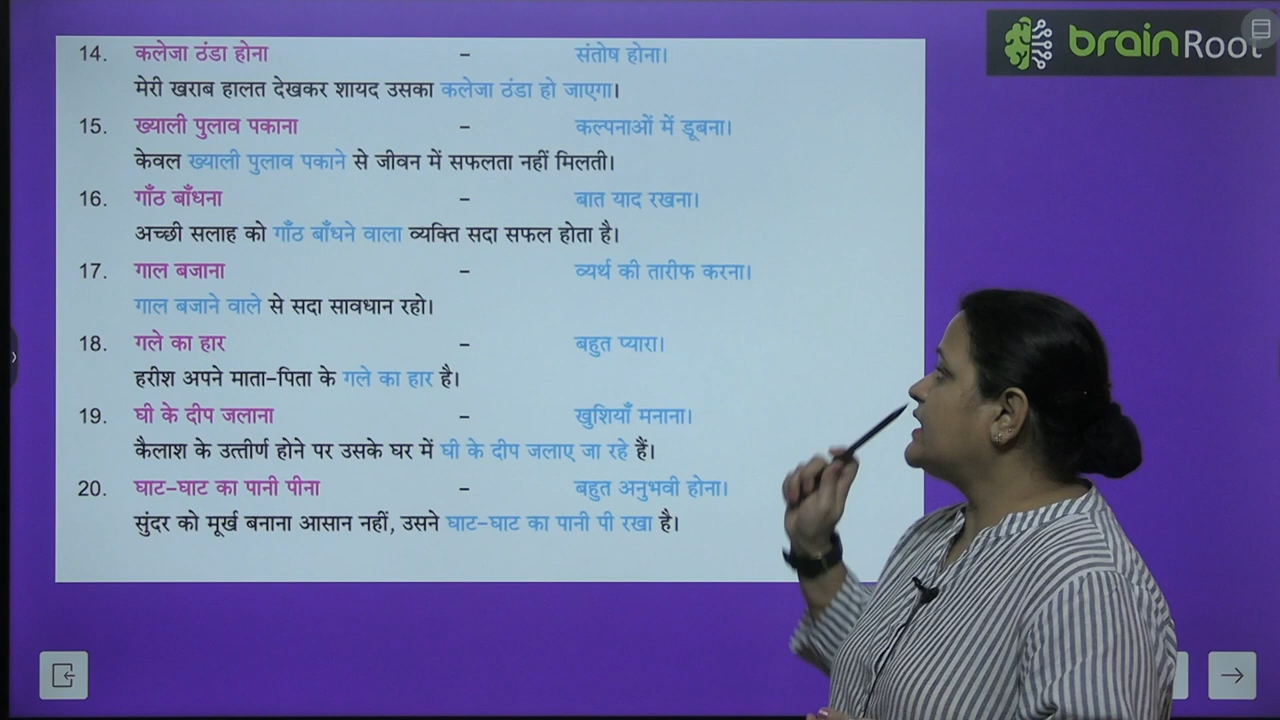 brainRoot
14. कलेजा ठंडा होना – संतोष होना।
मेरी खराब हालत देखकर शायद उसका कलेजा ठंडा हो जाएगा।
15. ख्याली पुलाव पकाना – कल्पनाओं में डूबना।
केवल ख्याली पुलाव पकाने से जीवन में सफलता नहीं मिलती।
16. गाँठ बाँधना – बात याद रखना।
अच्छी सलाह को गाँठ बाँधने वाला व्यक्ति सदा सफल होता है।
17. गाल बजाना – व्यर्थ की तारीफ करना।
गाल बजाने वाले से सदा सावधान रहो।
18. गले का हार – बहुत प्यारा।
हरीश अपने माता-पिता के गले का हार है।
19. घी के दीप जलाना – खुशियाँ मनाना।
कैलाश के उत्तीर्ण होने पर उसके घर में घी के दीप जलाए जा रहे हैं।
20. घाट-घाट का पानी पीना – बहुत अनुभवी होना।
सुंदर को मूर्ख बनाना आसान नहीं, उसने घाट-घाट का पानी पी रखा है।